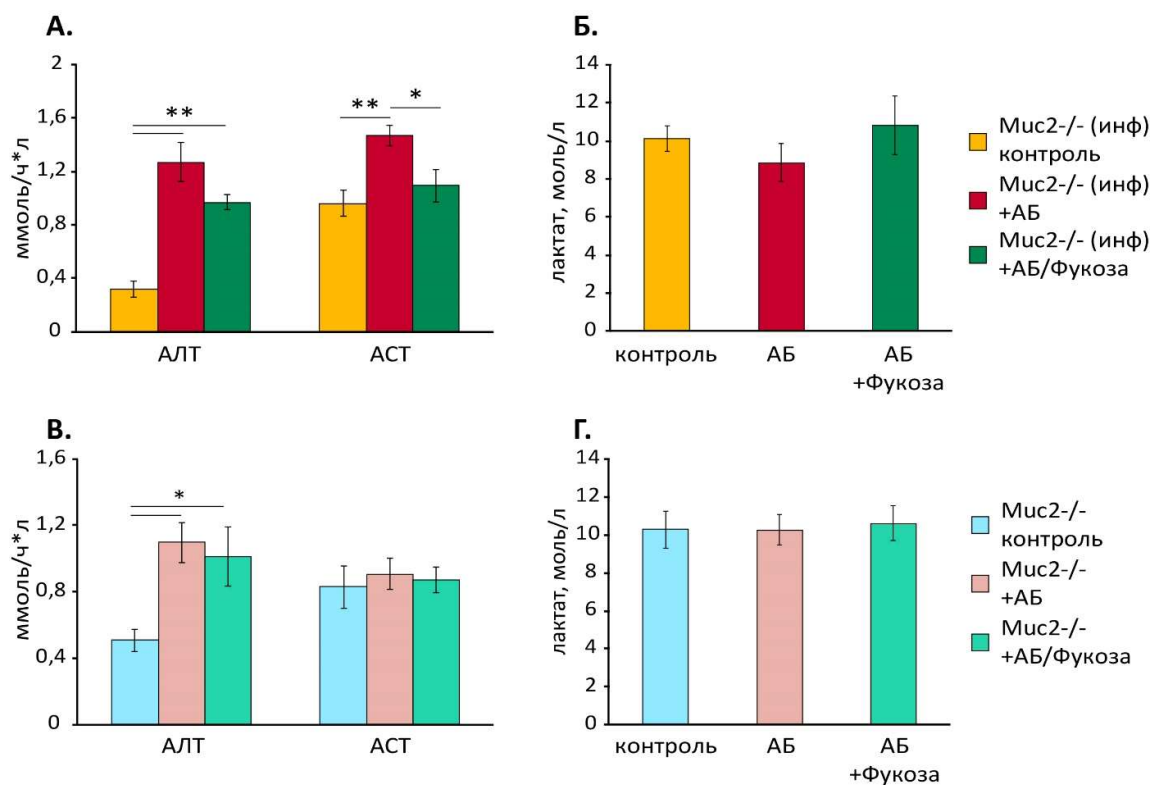 А.
2
1,6
1,2
0,8
0,4
0
ммоль/ч*л
**
**
*
АЛТ
АСТ
Б.
14
12
10
8
6
4
2
0
лактат, моль/л
контроль
АБ
АБ
+Фукоза
Muc2-/- (инф)
контроль
Muc2-/- (инф)
+АБ
Muc2-/- (инф)
+АБ/Фукоза
В.
1,6
1,2
0,8
0,4
0
ммоль/ч*л
*
АЛТ
АСТ
Г.
14
12
10
8
6
4
2
0
лактат, моль/л
контроль
АБ
АБ
+Фукоза
Muc2-/-
контроль
Muc2-/-
+АБ
Muc2-/-
+АБ/Фукоза